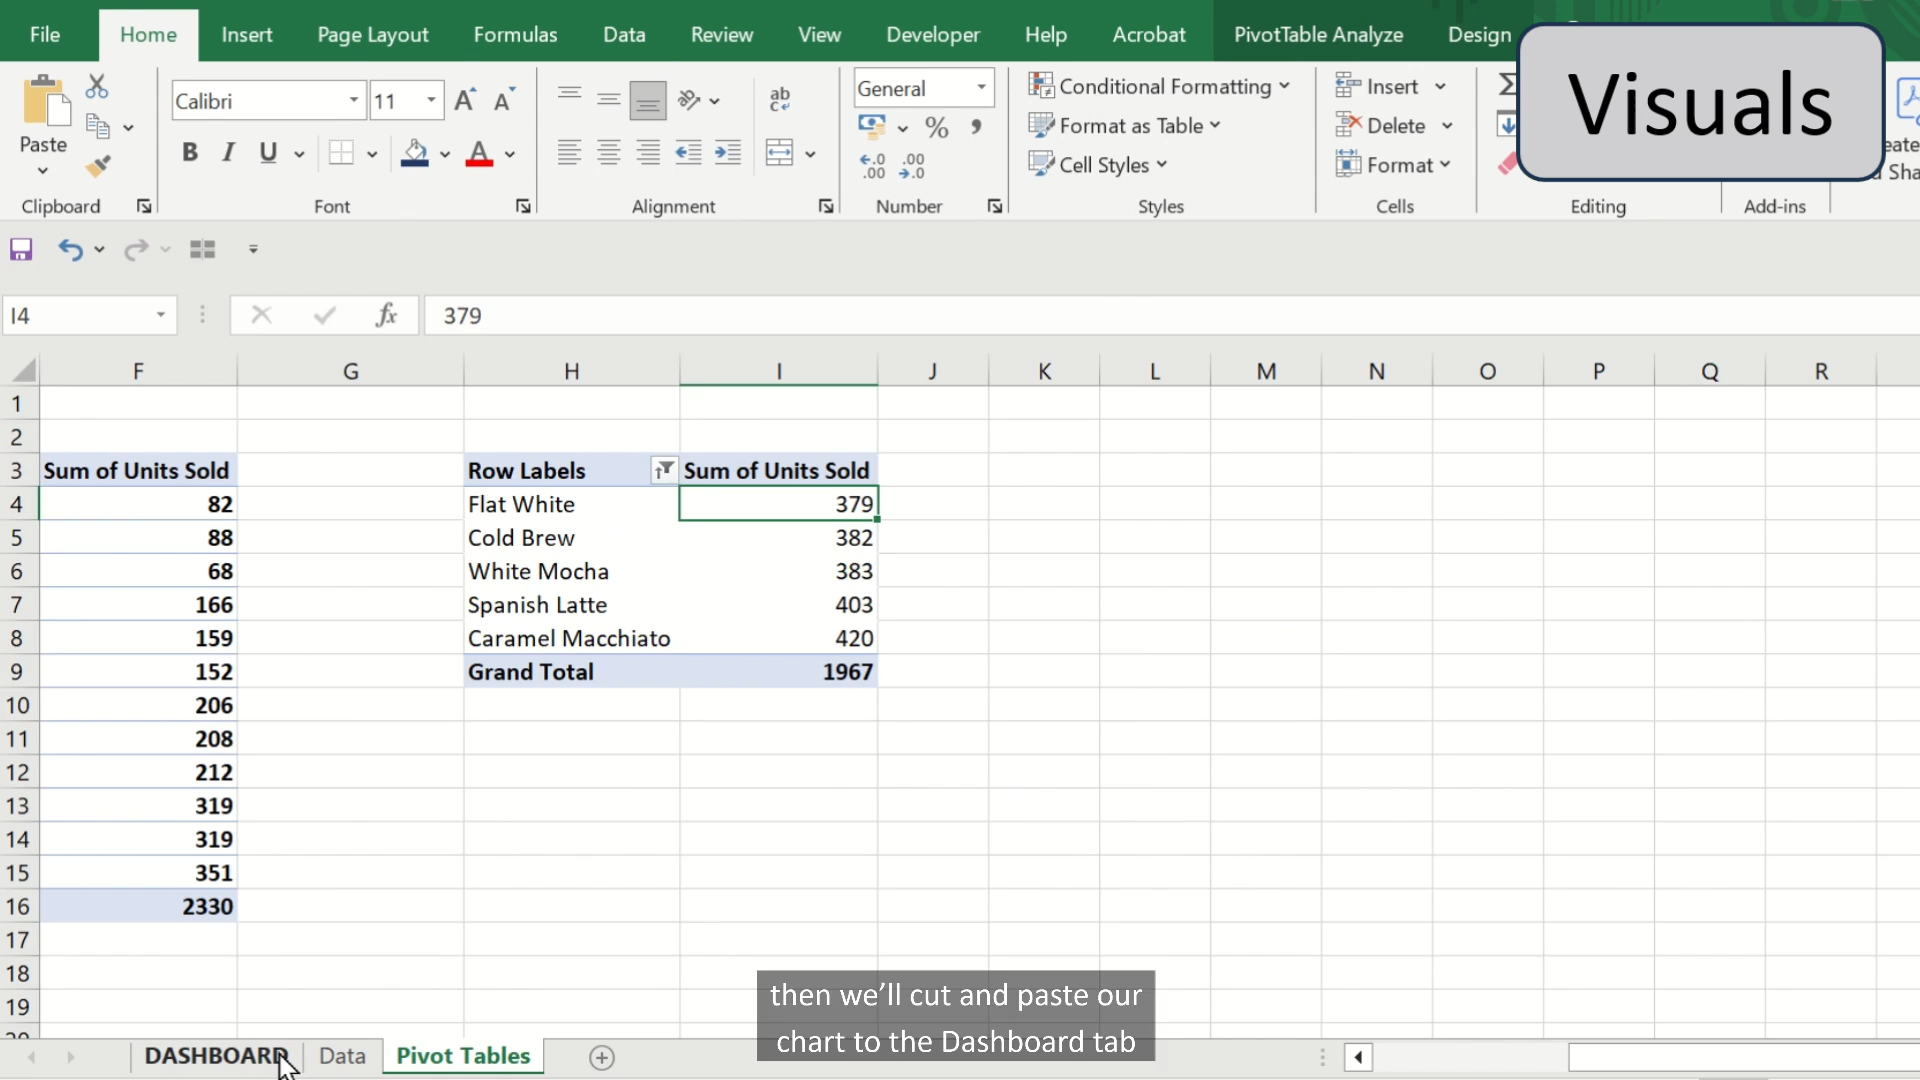 File Home Insert Page Layout Formulas Data Review View Developer Help Acrobat PivotTable Analyze Design
Visuals
Paste
Calibri 11
General
Conditional Formatting
Format as Table
Cell Styles
Insert
Delete
Format
Clipboard Font Alignment Number Styles Cells Editing Add-ins
I4 fx 379
F G H I J K L M N O P Q R
1
2
3 Sum of Units Sold Row Labels Sum of Units Sold
4 82 Flat White 379
5 88 Cold Brew 382
6 68 White Mocha 383
7 166 Spanish Latte 403
8 159 Caramel Macchiato 420
9 152 Grand Total 1967
10 206
11 208
12 212
13 319
14 319
15 351
16 2330
17
18
19
then we’ll cut and paste our
chart to the Dashboard tab
DASHBOARD Data Pivot Tables